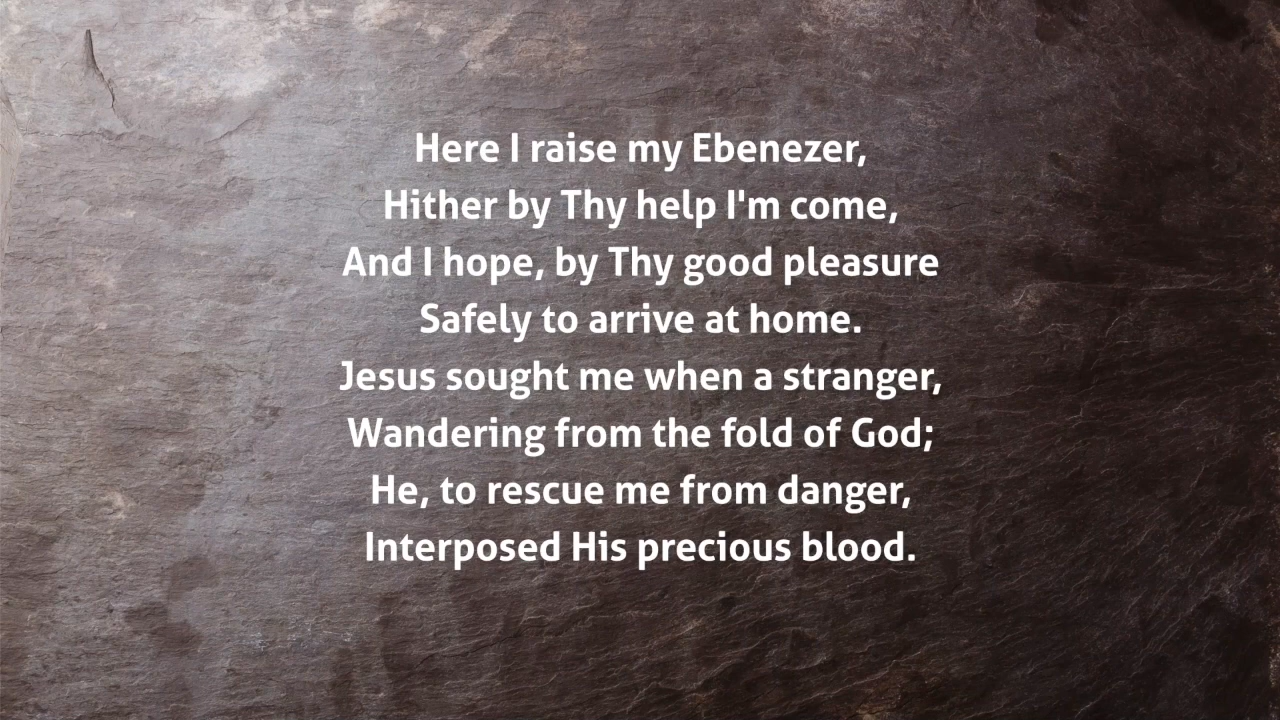 Here I raise my Ebenezer,
Hither by Thy help I'm come,
And I hope, by Thy good pleasure
Safely to arrive at home.
Jesus sought me when a stranger,
Wandering from the fold of God;
He, to rescue me from danger,
Interposed His precious blood.